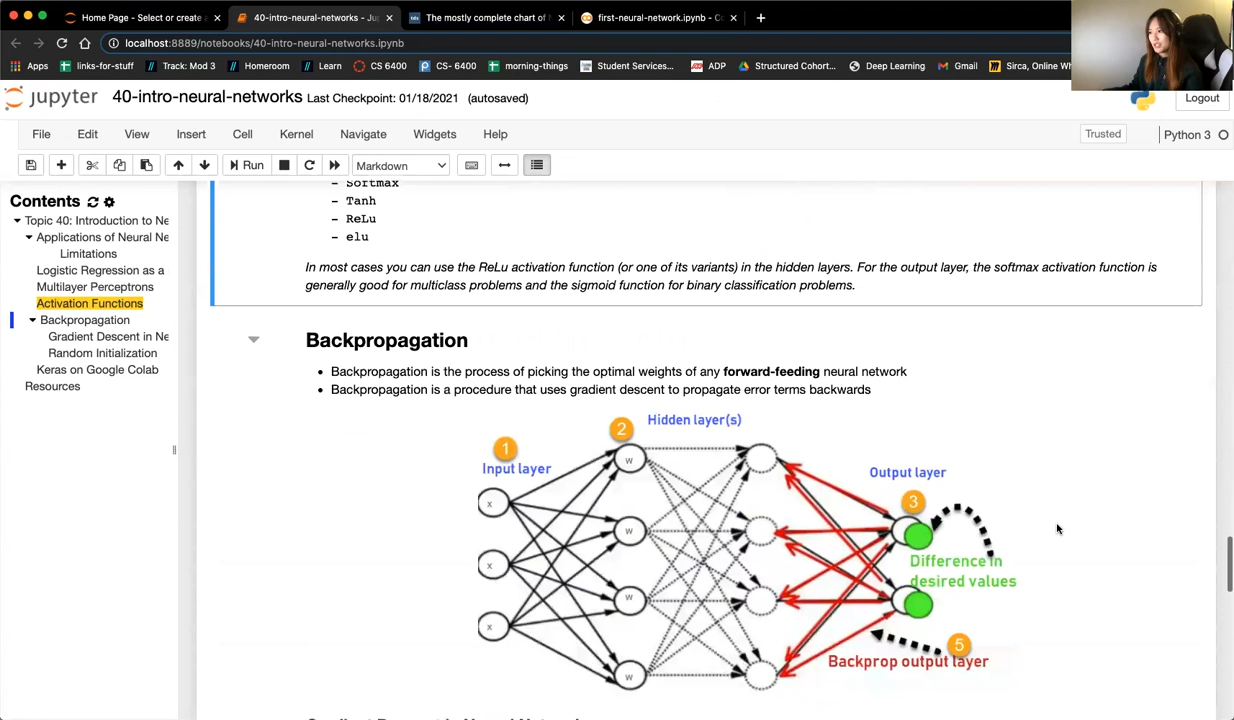 Home Page - Select or create a
40-intro-neural-networks - Jup
The mostly complete chart of N
first-neural-network.ipynb - Co
localhost:8889/notebooks/40-intro-neural-networks.ipynb
Apps links-for-stuff Track: Mod 3 Homeroom Learn CS 6400 CS- 6400 morning-things Student Services... ADP Structured Cohort... Deep Learning Gmail Sirca, Online Wh
jupyter 40-intro-neural-networks Last Checkpoint: 01/18/2021 (autosaved) Logout
File Edit View Insert Cell Kernel Navigate Widgets Help Trusted Python 3
Run Markdown
Contents
Topic 40: Introduction to Ne
Applications of Neural Ne
Limitations
Logistic Regression as a
Multilayer Perceptrons
Activation Functions
Backpropagation
Gradient Descent in Ne
Random Initialization
Keras on Google Colab
Resources
- Softmax
- Tanh
- ReLu
- elu
In most cases you can use the ReLu activation function (or one of its variants) in the hidden layers. For the output layer, the softmax activation function is
generally good for multiclass problems and the sigmoid function for binary classification problems.
Backpropagation
• Backpropagation is the process of picking the optimal weights of any forward-feeding neural network
• Backpropagation is a procedure that uses gradient descent to propagate error terms backwards
Hidden layer(s)
2
1
Input layer
Output layer
3
x
x
x
w
w
w
w
Difference in
desired values
5
Backprop output layer